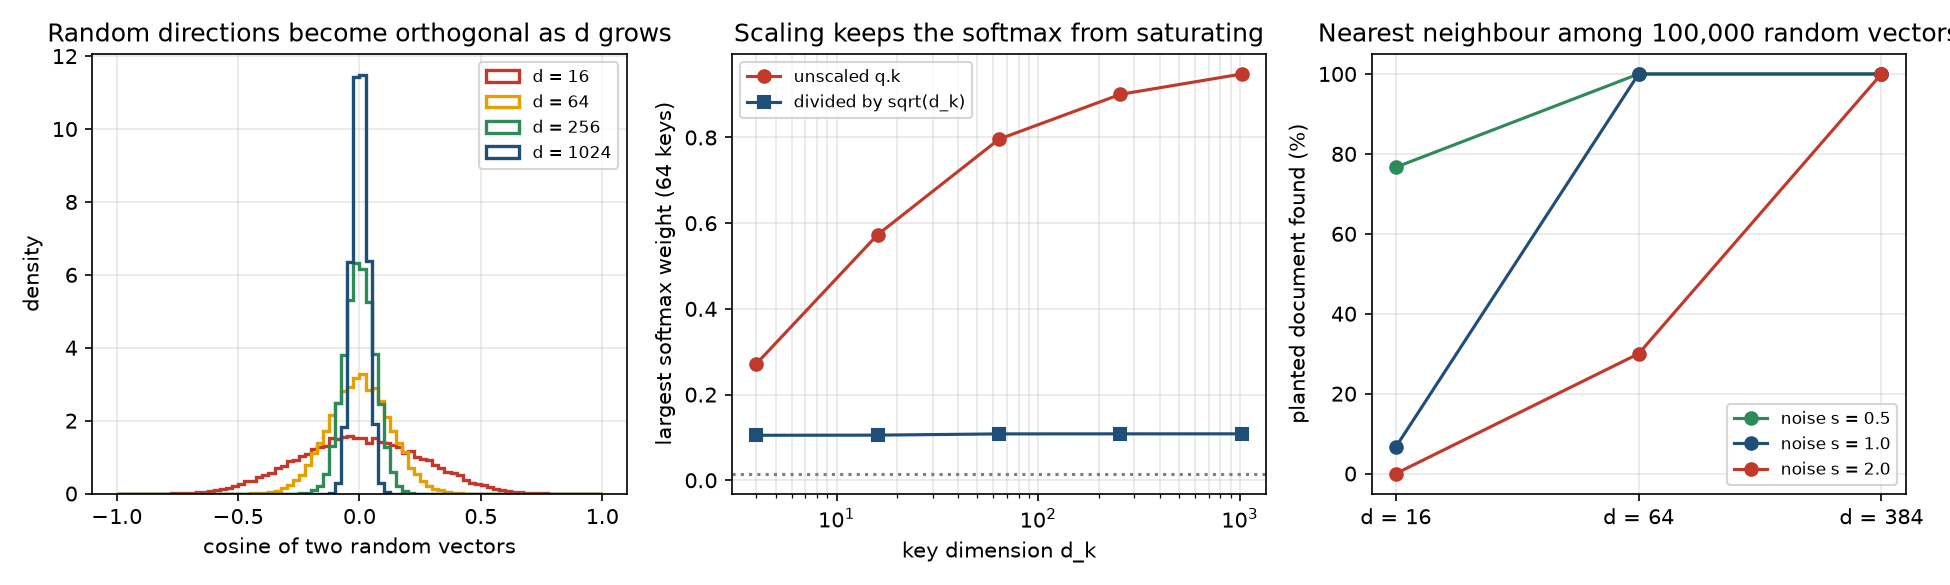 Random directions become orthogonal as d grows
12
10
8
6
4
2
0
density
d = 16
d = 64
d = 256
d = 1024
−1.0 −0.5 0.0 0.5 1.0
cosine of two random vectors
Scaling keeps the softmax from saturating
unscaled q.k
divided by sqrt(d_k)
largest softmax weight (64 keys)
0.8
0.6
0.4
0.2
0.0
10¹ 10² 10³
key dimension d_k
Nearest neighbour among 100,000 random vectors
planted document found (%)
100
80
60
40
20
0
noise s = 0.5
noise s = 1.0
noise s = 2.0
d = 16 d = 64 d = 384